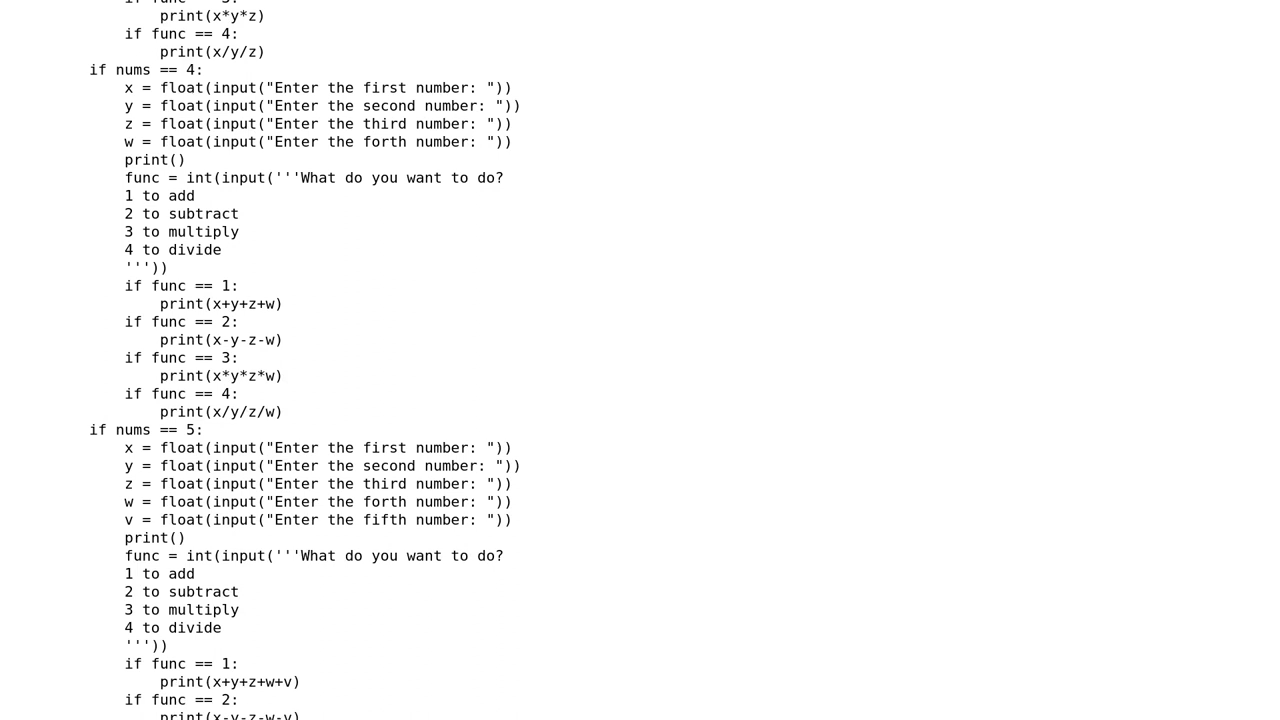 if func == 3:
print(x*y*z)
if func == 4:
print(x/y/z)
if nums == 4:
x = float(input("Enter the first number: "))
y = float(input("Enter the second number: "))
z = float(input("Enter the third number: "))
w = float(input("Enter the forth number: "))
print()
func = int(input('''What do you want to do?
1 to add
2 to subtract
3 to multiply
4 to divide
'''))
if func == 1:
print(x+y+z+w)
if func == 2:
print(x-y-z-w)
if func == 3:
print(x*y*z*w)
if func == 4:
print(x/y/z/w)
if nums == 5:
x = float(input("Enter the first number: "))
y = float(input("Enter the second number: "))
z = float(input("Enter the third number: "))
w = float(input("Enter the forth number: "))
v = float(input("Enter the fifth number: "))
print()
func = int(input('''What do you want to do?
1 to add
2 to subtract
3 to multiply
4 to divide
'''))
if func == 1:
print(x+y+z+w+v)
if func == 2:
print(x-y-z-w-v)